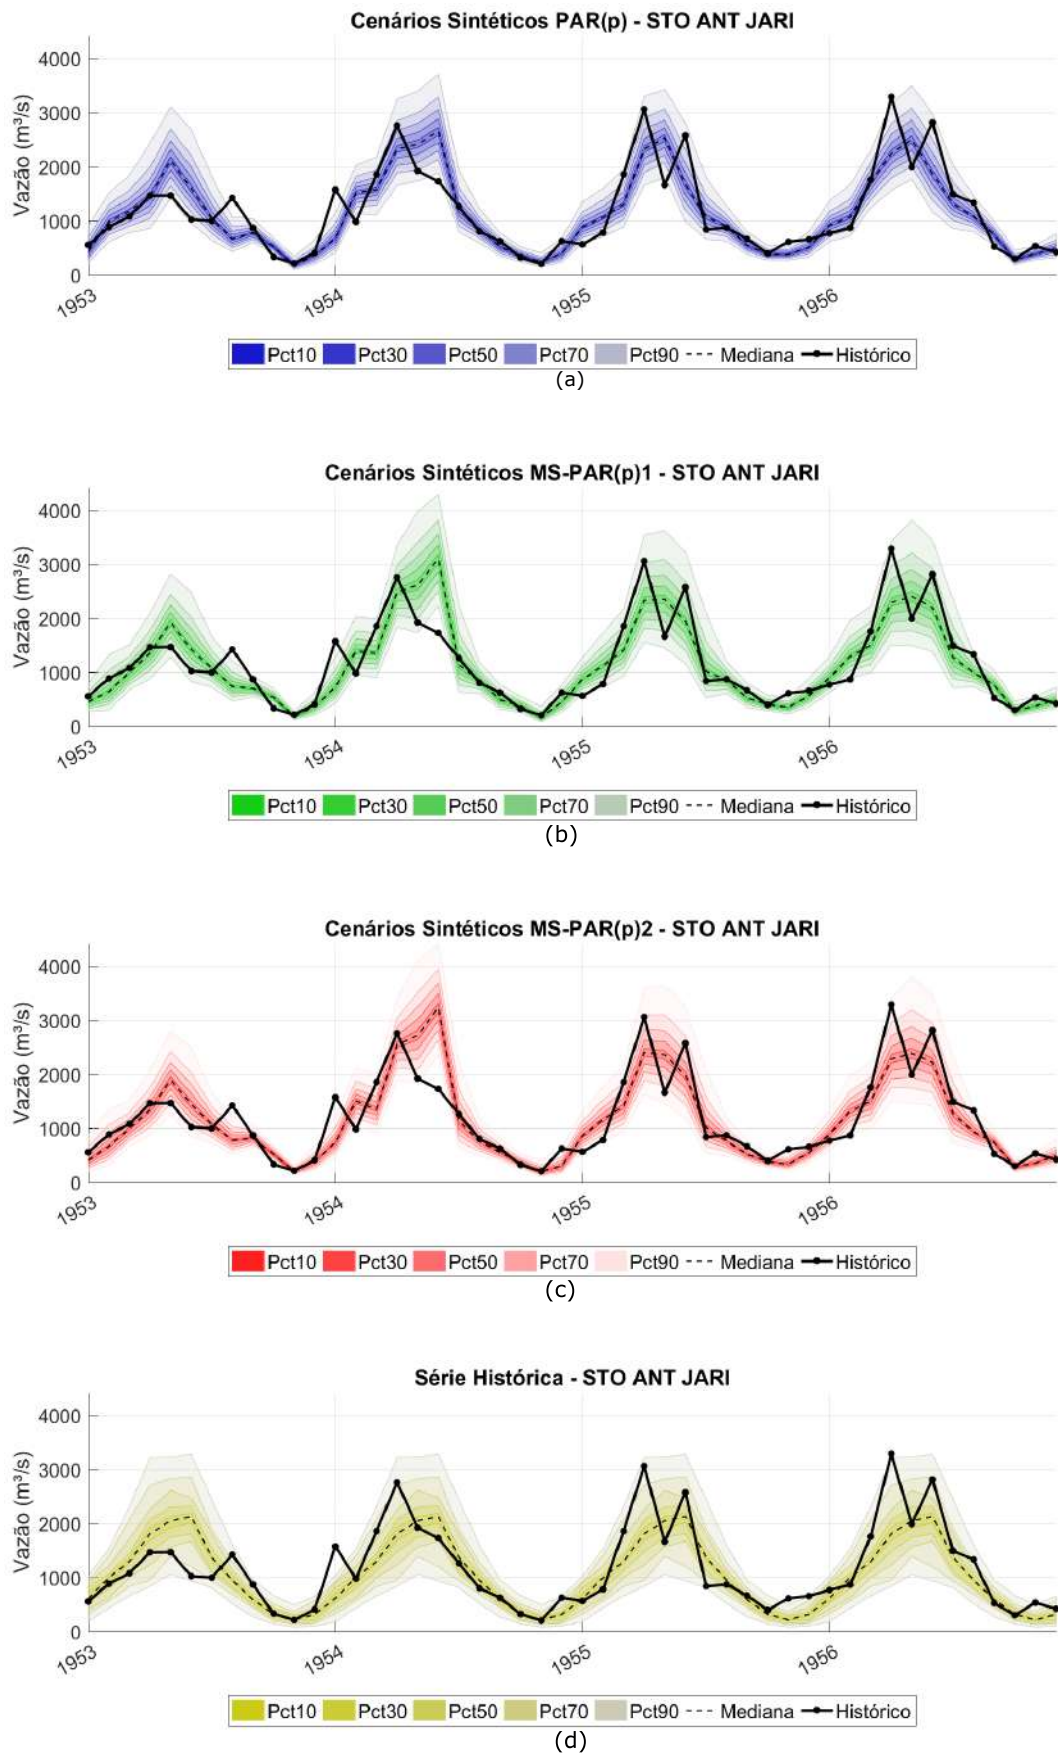 Cenários Sintéticos PAR(p) - STO ANT JARI
Vazão (m³/s)
4000
3000
2000
1000
0
1953
1954
1955
1956
Pct10 Pct30 Pct50 Pct70 Pct90 Mediana Histórico
(a)
Cenários Sintéticos MS-PAR(p)1 - STO ANT JARI
Vazão (m³/s)
4000
3000
2000
1000
0
1953
1954
1955
1956
Pct10 Pct30 Pct50 Pct70 Pct90 Mediana Histórico
(b)
Cenários Sintéticos MS-PAR(p)2 - STO ANT JARI
Vazão (m³/s)
4000
3000
2000
1000
0
1953
1954
1955
1956
Pct10 Pct30 Pct50 Pct70 Pct90 Mediana Histórico
(c)
Série Histórica - STO ANT JARI
Vazão (m³/s)
4000
3000
2000
1000
0
1953
1954
1955
1956
Pct10 Pct30 Pct50 Pct70 Pct90 Mediana Histórico
(d)